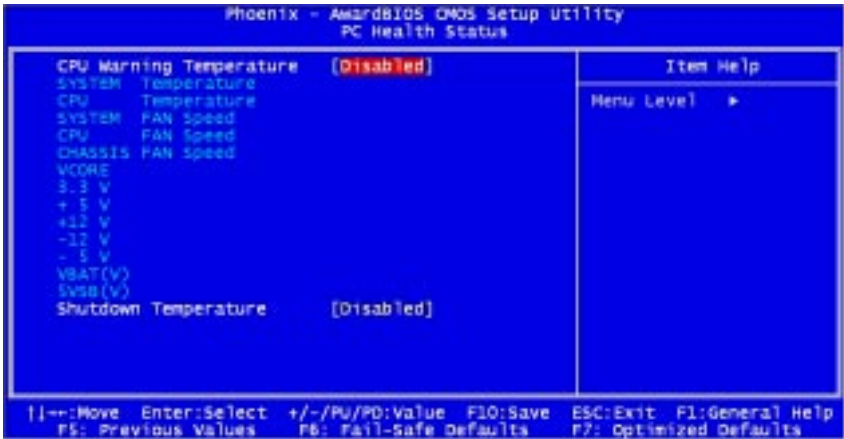 Phoenix - AwardBIOS CMOS Setup Utility
PC Health Status
CPU Warning Temperature [Disabled]
SYSTEM Temperature
CPU Temperature
SYSTEM FAN Speed
CPU FAN Speed
CHASSIS FAN Speed
VCORE
3.3 V
+ 5 V
+12 V
-12 V
- 5 V
VBAT(V)
5VSB(V)
Shutdown Temperature [Disabled]
Item Help
Menu Level ►
↑↓→←:Move Enter:Select +/-/PU/PD:Value F10:Save ESC:Exit F1:General Help
F5: Previous Values F6: Fail-Safe Defaults F7: Optimized Defaults